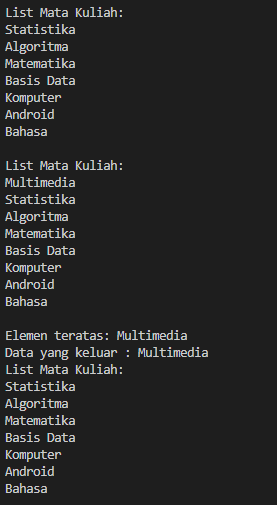 List Mata Kuliah:
Statistika
Algoritma
Matematika
Basis Data
Komputer
Android
Bahasa

List Mata Kuliah:
Multimedia
Statistika
Algoritma
Matematika
Basis Data
Komputer
Android
Bahasa

Elemen teratas: Multimedia
Data yang keluar : Multimedia
List Mata Kuliah:
Statistika
Algoritma
Matematika
Basis Data
Komputer
Android
Bahasa